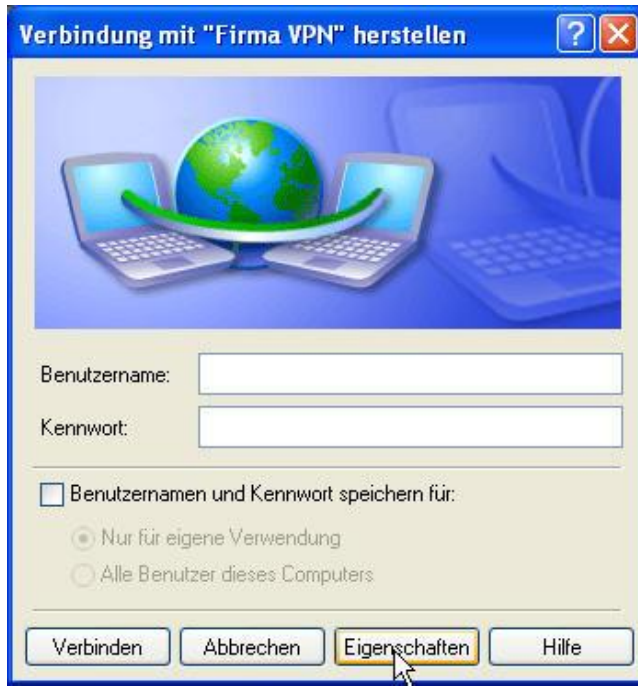 Verbindung mit "Firma VPN" herstellen
Benutzername:
Kennwort:
Benutzernamen und Kennwort speichern für:
Nur für eigene Verwendung
Alle Benutzer dieses Computers
Verbinden Abbrechen Eigenschaften Hilfe